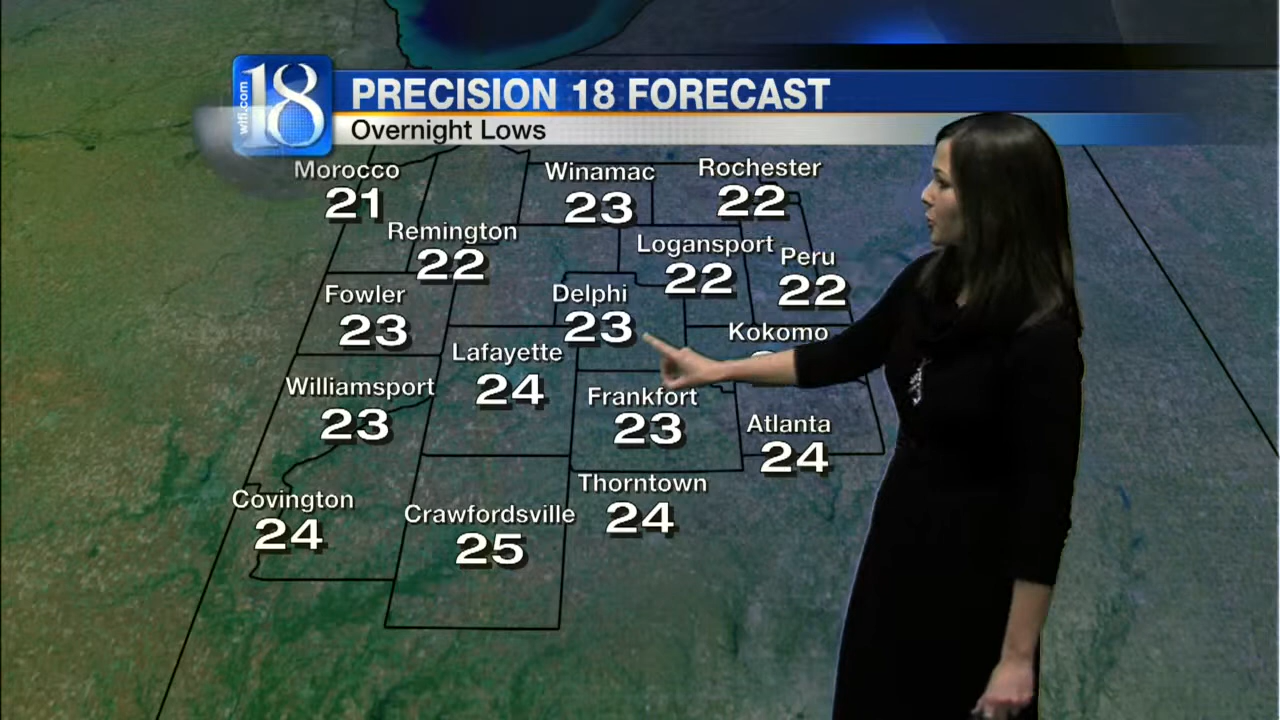 wlfi.com
18
PRECISION 18 FORECAST
Overnight Lows
Morocco
21
Winamac
23
Rochester
22
Remington
22
Logansport
22
Peru
22
Fowler
23
Delphi
23
Kokomo
Lafayette
24
Williamsport
23
Frankfort
23
Atlanta
24
Covington
24
Crawfordsville
25
Thorntown
24